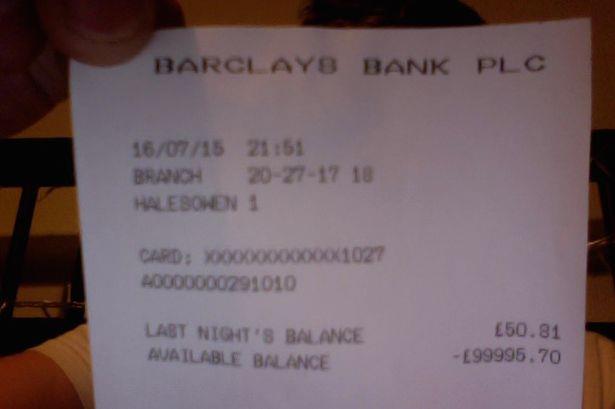 BARCLAYS BANK PLC
16/07/15 21:51
BRANCH 20-27-17 18
HALESOWEN 1
CARD: XXXXXXXXXXXX1027
A0000000291010
LAST NIGHT'S BALANCE £50.81
AVAILABLE BALANCE -£99995.70